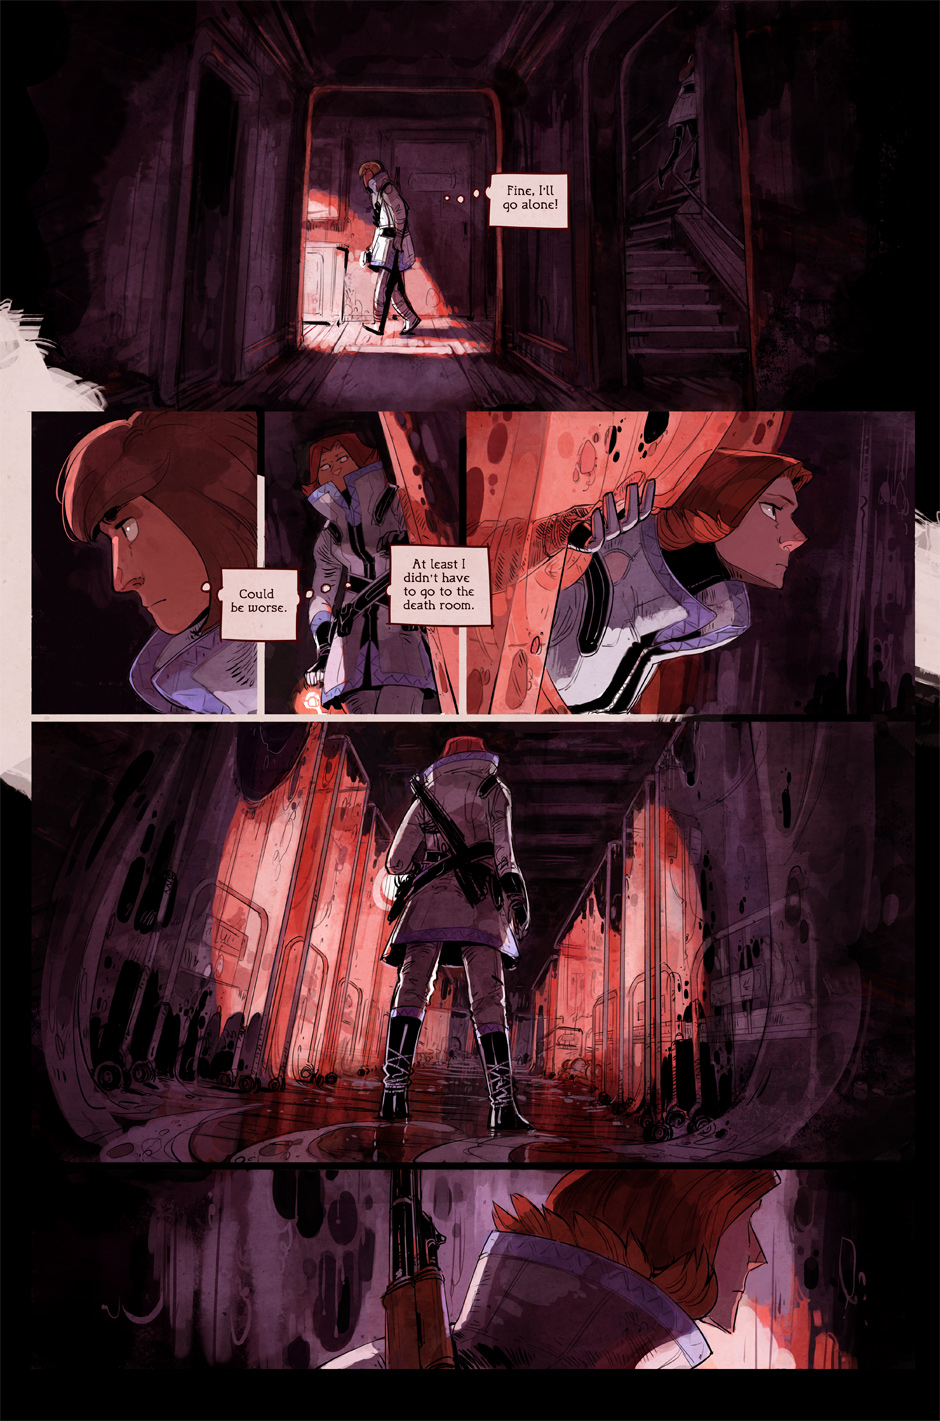 Fine, I'll
go alone!
Could
be worse.
At least I
didn't have
to go to the
death room.